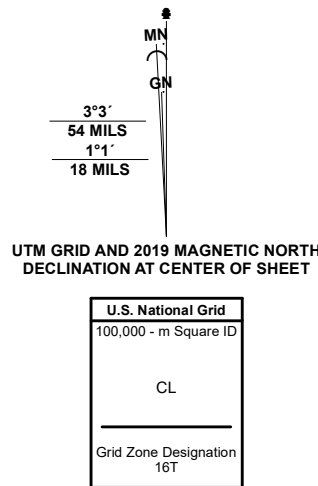 MN
GN
3°3´
54 MILS
1°1´
18 MILS
UTM GRID AND 2019 MAGNETIC NORTH
DECLINATION AT CENTER OF SHEET
U.S. National Grid
100,000 - m Square ID
CL
Grid Zone Designation
16T